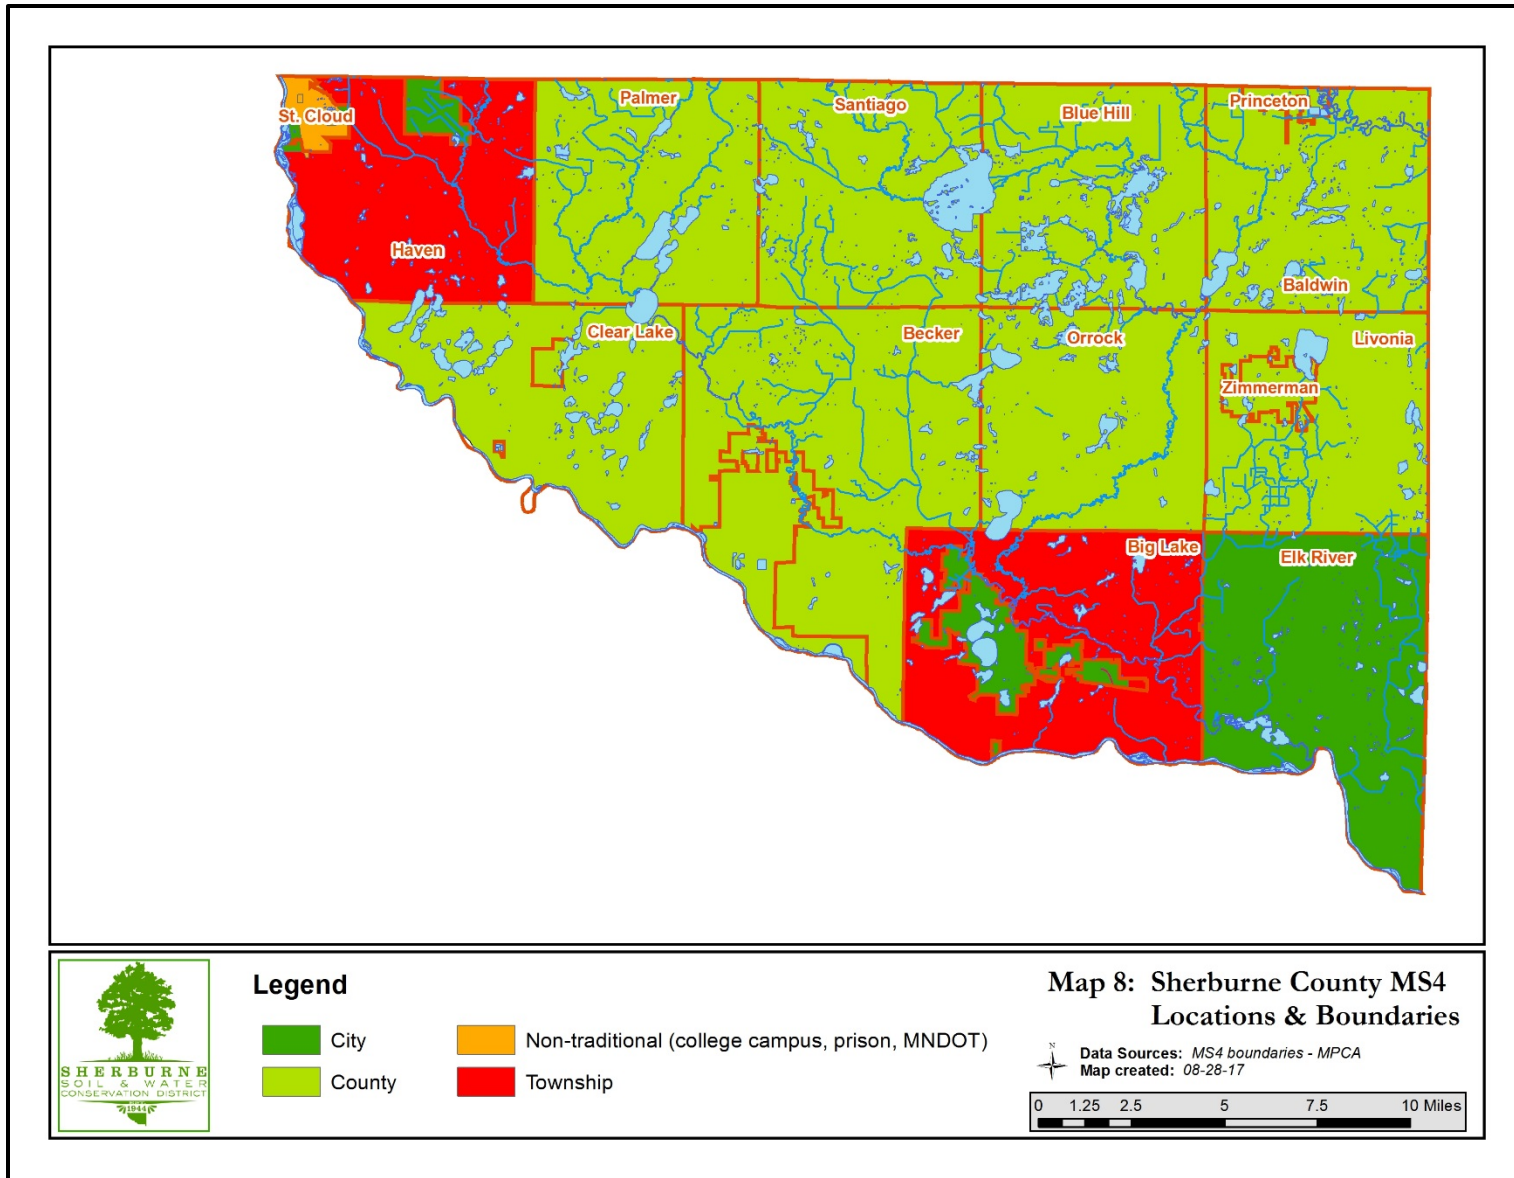 Palmer
Santiago
Blue Hill
Princeton
St. Cloud
Haven
Baldwin
Clear Lake
Becker
Orrock
Livonia
Zimmerman
Big Lake
Elk River
SHERBURNE
SOIL & WATER
CONSERVATION DISTRICT
1944
Legend
City
Non-traditional (college campus, prison, MNDOT)
County
Township
Map 8: Sherburne County MS4
Locations & Boundaries
N
Data Sources: MS4 boundaries - MPCA
Map created: 08-28-17
0 1.25 2.5 5 7.5 10 Miles